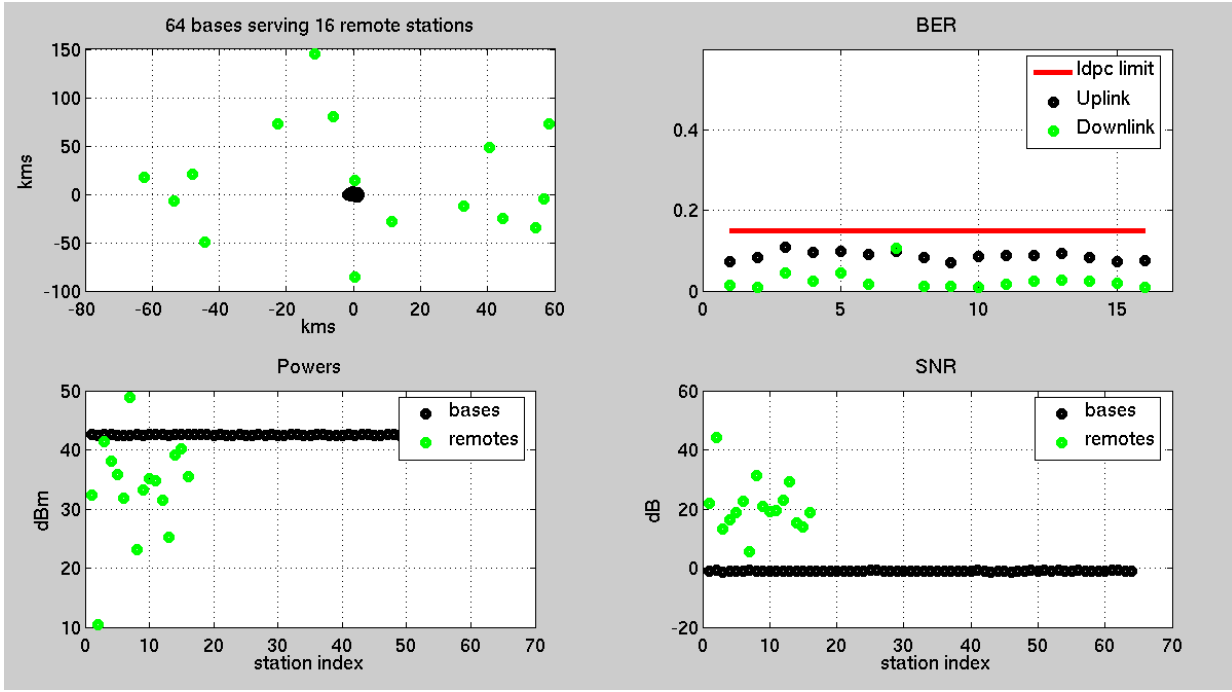 64 bases serving 16 remote stations
150
100
50
0
-50
-100
kms
-80 -60 -40 -20 0 20 40 60
kms
BER
0.4
0.2
0
ldpc limit
Uplink
Downlink
0 5 10 15
Powers
50
40
30
20
10
dBm
bases
remotes
0 10 20 30 40 50 60 70
station index
SNR
60
40
20
0
-20
dB
bases
remotes
0 10 20 30 40 50 60 70
station index